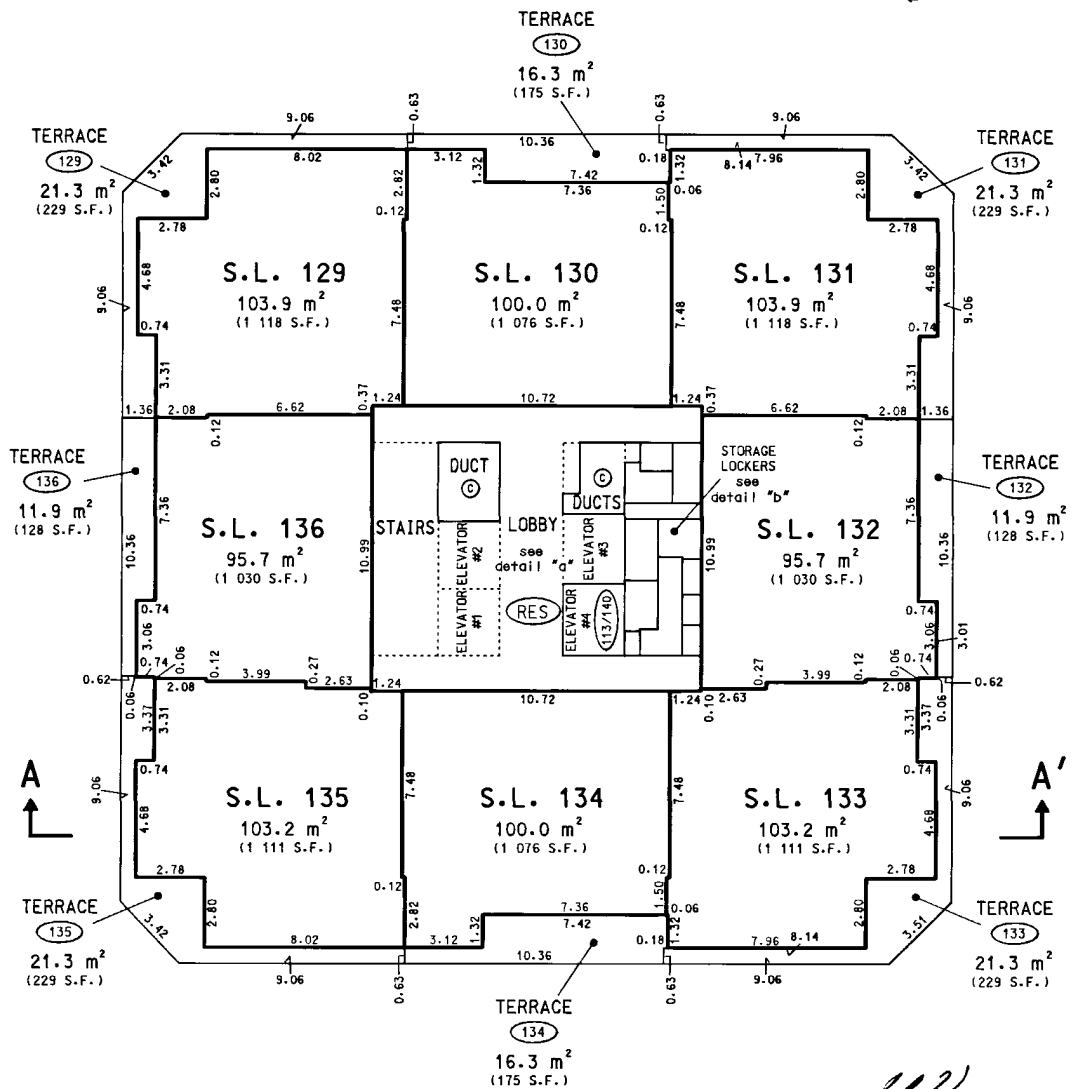 TERRACE
130
16.3 m²
(175 S.F.)
9.06
0.63
10.36
0.63
9.06
TERRACE
129
21.3 m²
(229 S.F.)
3.42
8.02
2.80
2.82
3.12
1.32
7.42
7.36
0.18
1.32
7.96
8.14
2.80
3.42
TERRACE
131
21.3 m²
(229 S.F.)
2.78
0.12
1.50
0.06
0.12
2.78
4.68
9.06
0.74
3.31
S.L. 129
103.9 m²
(1 118 S.F.)
7.48
S.L. 130
100.0 m²
(1 076 S.F.)
7.48
S.L. 131
103.9 m²
(1 118 S.F.)
4.68
9.06
0.74
3.31
1.36
2.08
0.12
6.62
0.37
1.24
10.72
1.24
0.37
6.62
0.12
2.08
1.36
TERRACE
136
11.9 m²
(128 S.F.)
7.36
10.36
S.L. 136
95.7 m²
(1 030 S.F.)
10.99
STAIRS
DUCT
C
ELEVATOR #2
ELEVATOR #1
LOBBY
see
detail "a"
RES
C
DUCTS
ELEVATOR #3
ELEVATOR #4
113/140
STORAGE
LOCKERS
see
detail "b"
10.99
S.L. 132
95.7 m²
(1 030 S.F.)
7.36
10.36
TERRACE
132
11.9 m²
(128 S.F.)
0.74
3.06
0.74
0.06
0.12
3.99
0.27
2.63
0.62
0.06
2.08
0.10
1.24
10.72
1.24
0.10
2.63
0.27
3.99
0.12
2.08
0.06
0.74
3.06
0.74
3.01
0.62
0.06
3.37
3.31
0.74
3.31
3.37
0.74
A
9.06
4.68
S.L. 135
103.2 m²
(1 111 S.F.)
7.48
S.L. 134
100.0 m²
(1 076 S.F.)
7.48
S.L. 133
103.2 m²
(1 111 S.F.)
4.68
9.06
A'
2.78
2.80
0.12
2.82
0.12
1.50
0.06
2.80
2.78
TERRACE
135
21.3 m²
(229 S.F.)
3.42
8.02
3.12
1.32
7.36
7.42
0.18
1.32
7.96
8.14
3.51
TERRACE
133
21.3 m²
(229 S.F.)
9.06
0.63
10.36
0.63
9.06
TERRACE
134
16.3 m²
(175 S.F.)